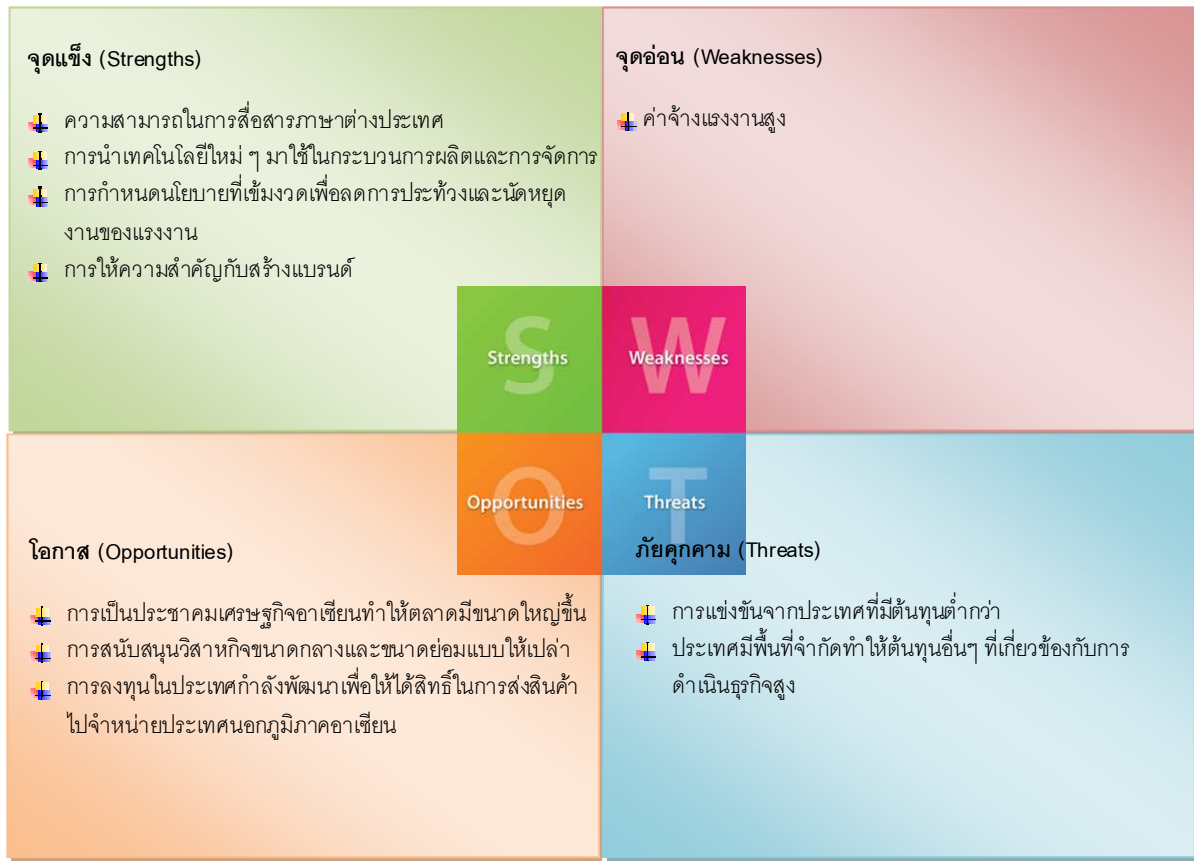 จุดแข็ง (Strengths)
ความสามารถในการสื่อสารภาษาต่างประเทศ
การนำเทคโนโลยีใหม่ ๆ มาใช้ในกระบวนการผลิตและการจัดการ
การกำหนดนโยบายที่เข้มงวดเพื่อลดการประท้วงและนัดหยุด
งานของแรงงาน
การให้ความสำคัญกับสร้างแบรนด์
จุดอ่อน (Weaknesses)
ค่าจ้างแรงงานสูง
S
Strengths
W
Weaknesses
O
Opportunities
T
Threats
โอกาส (Opportunities)
การเป็นประชาคมเศรษฐกิจอาเซียนทำให้ตลาดมีขนาดใหญ่ขึ้น
การสนับสนุนวิสาหกิจขนาดกลางและขนาดย่อมแบบให้เปล่า
การลงทุนในประเทศกำลังพัฒนาเพื่อให้ได้สิทธิ์ในการส่งสินค้า
ไปจำหน่ายประเทศนอกภูมิภาคอาเซียน
ภัยคุกคาม (Threats)
การแข่งขันจากประเทศที่มีต้นทุนต่ำกว่า
ประเทศมีพื้นที่จำกัดทำให้ต้นทุนอื่นๆ ที่เกี่ยวข้องกับการ
ดำเนินธุรกิจสูง